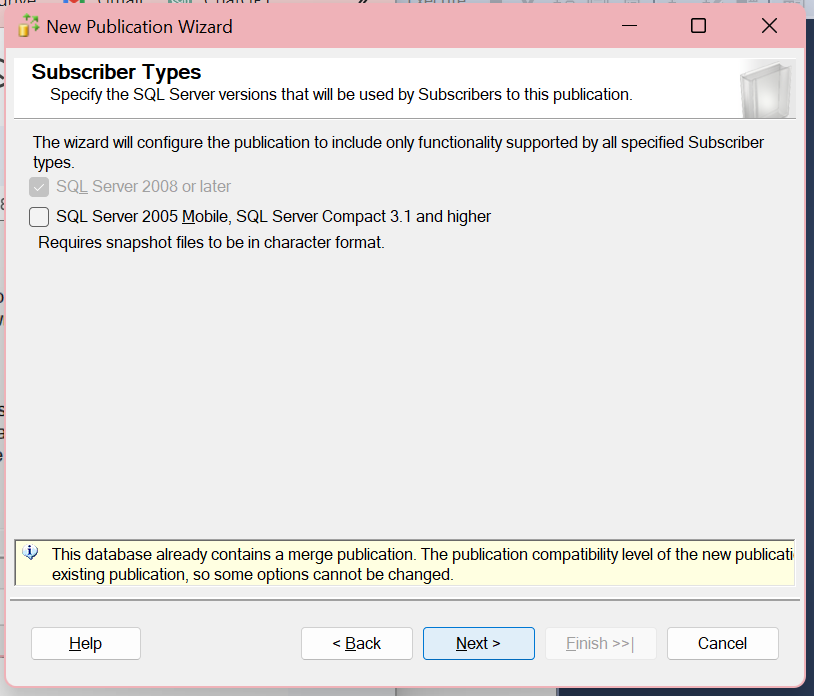 New Publication Wizard
Subscriber Types
Specify the SQL Server versions that will be used by Subscribers to this publication.
The wizard will configure the publication to include only functionality supported by all specified Subscriber
types.
SQL Server 2008 or later
SQL Server 2005 Mobile, SQL Server Compact 3.1 and higher
Requires snapshot files to be in character format.
This database already contains a merge publication. The publication compatibility level of the new publicati
existing publication, so some options cannot be changed.
Help
< Back
Next >
Finish >>|
Cancel